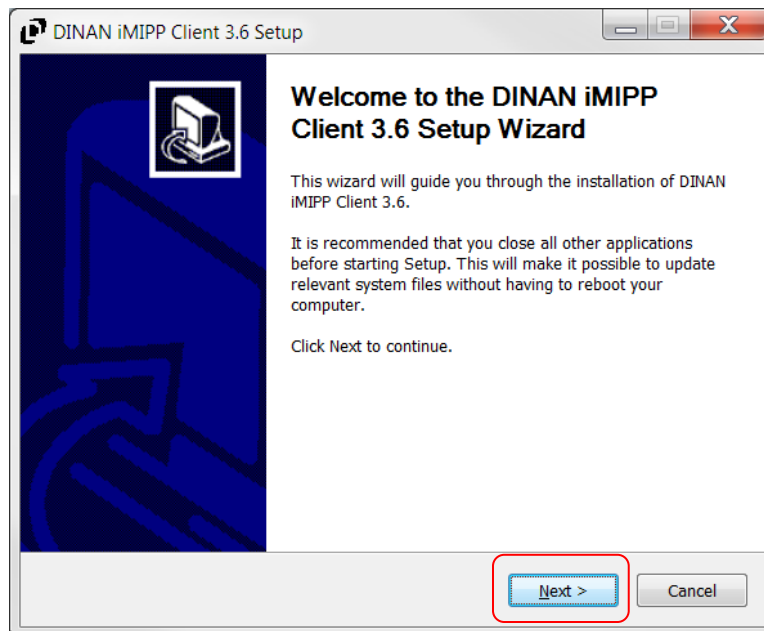 DINAN iMIPP Client 3.6 Setup
Welcome to the DINAN iMIPP
Client 3.6 Setup Wizard
This wizard will guide you through the installation of DINAN
iMIPP Client 3.6.
It is recommended that you close all other applications
before starting Setup. This will make it possible to update
relevant system files without having to reboot your
computer.
Click Next to continue.
Next >
Cancel